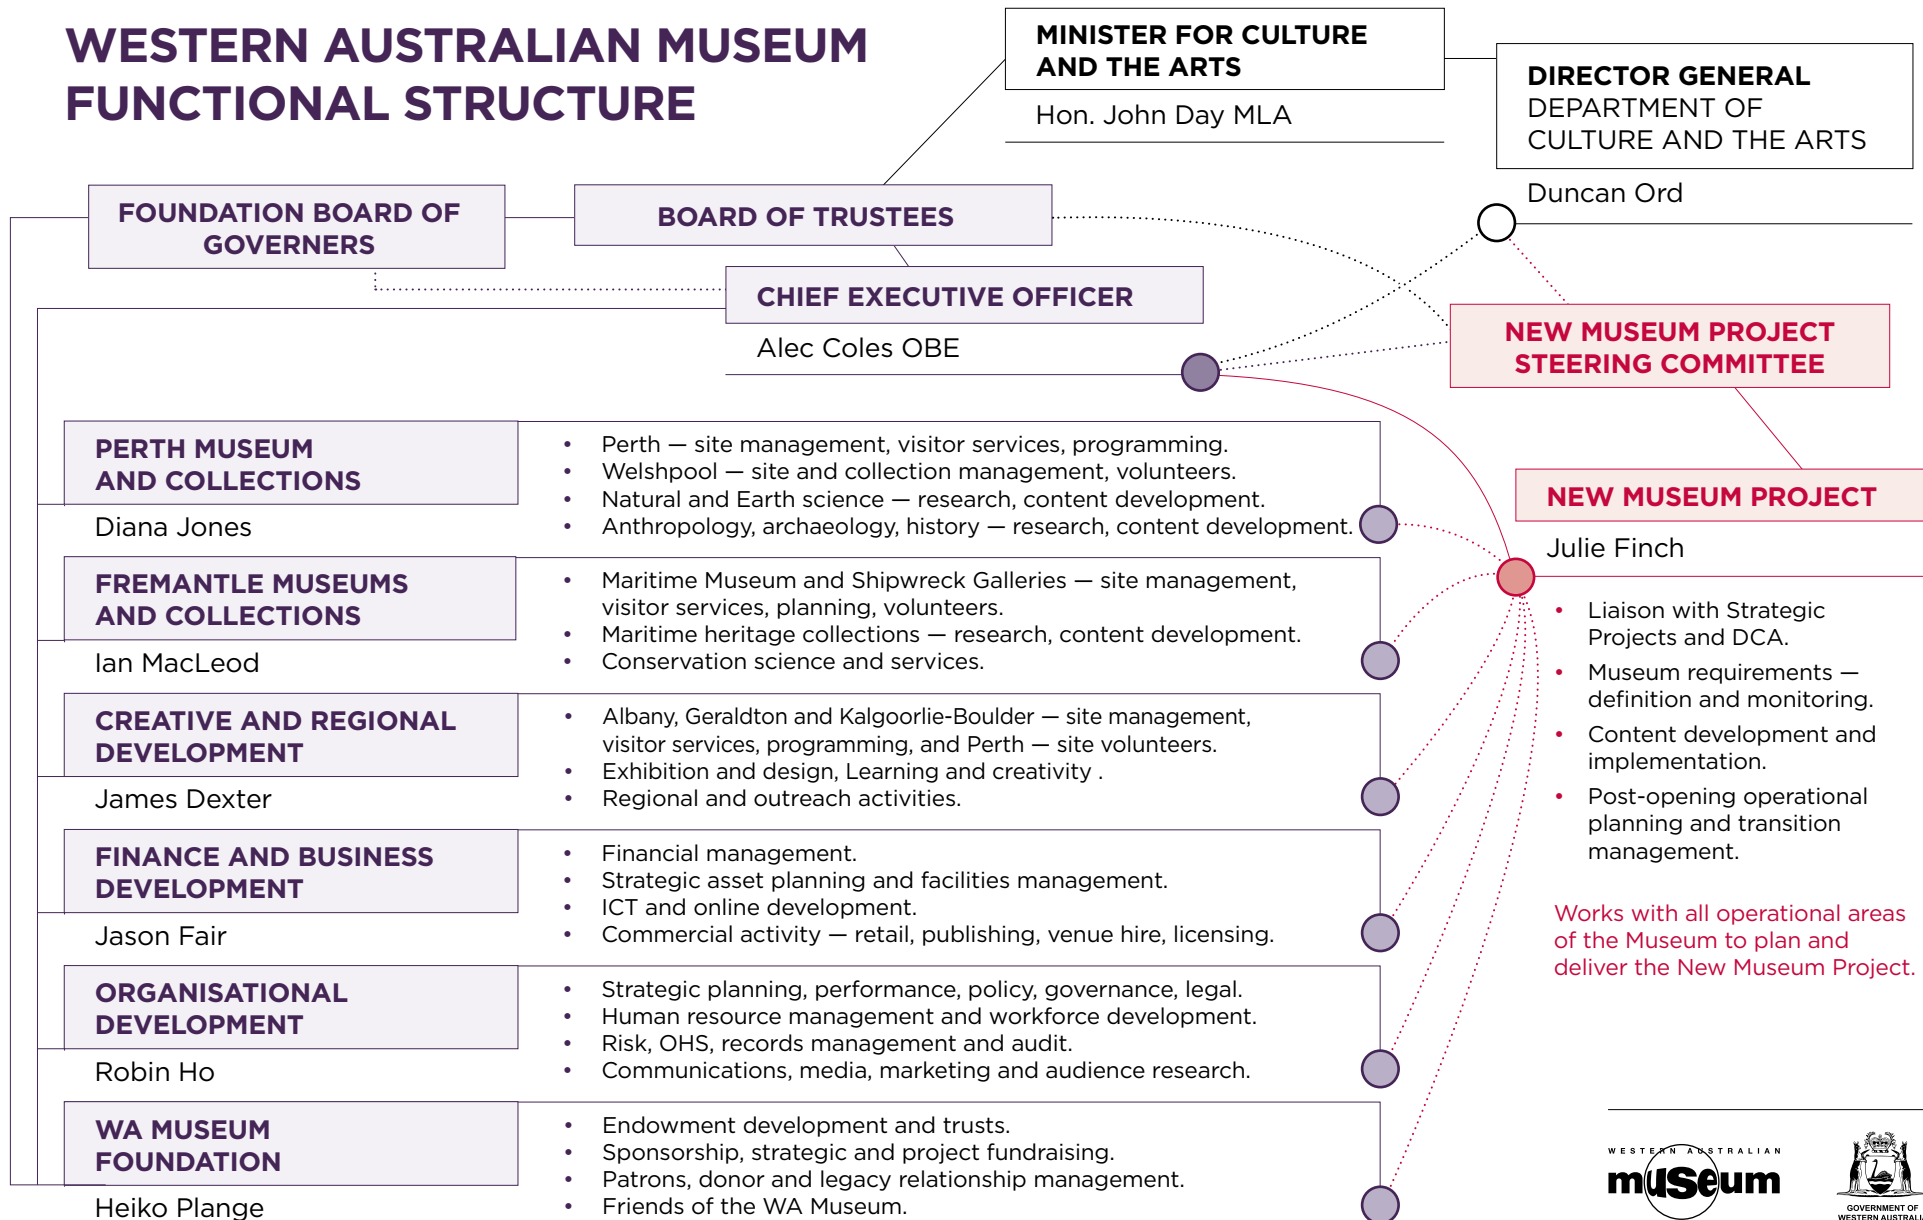 WESTERN AUSTRALIAN MUSEUM
FUNCTIONAL STRUCTURE
MINISTER FOR CULTURE
AND THE ARTS
Hon. John Day MLA
DIRECTOR GENERAL
DEPARTMENT OF
CULTURE AND THE ARTS
Duncan Ord
FOUNDATION BOARD OF
GOVERNERS
BOARD OF TRUSTEES
CHIEF EXECUTIVE OFFICER
Alec Coles OBE
NEW MUSEUM PROJECT
STEERING COMMITTEE
PERTH MUSEUM
AND COLLECTIONS
Diana Jones
• Perth — site management, visitor services, programming.
• Welshpool — site and collection management, volunteers.
• Natural and Earth science — research, content development.
• Anthropology, archaeology, history — research, content development.
FREMANTLE MUSEUMS
AND COLLECTIONS
Ian MacLeod
• Maritime Museum and Shipwreck Galleries — site management,
visitor services, planning, volunteers.
• Maritime heritage collections — research, content development.
• Conservation science and services.
CREATIVE AND REGIONAL
DEVELOPMENT
James Dexter
• Albany, Geraldton and Kalgoorlie-Boulder — site management,
visitor services, programming, and Perth — site volunteers.
• Exhibition and design, Learning and creativity .
• Regional and outreach activities.
FINANCE AND BUSINESS
DEVELOPMENT
Jason Fair
• Financial management.
• Strategic asset planning and facilities management.
• ICT and online development.
• Commercial activity — retail, publishing, venue hire, licensing.
ORGANISATIONAL
DEVELOPMENT
Robin Ho
• Strategic planning, performance, policy, governance, legal.
• Human resource management and workforce development.
• Risk, OHS, records management and audit.
• Communications, media, marketing and audience research.
WA MUSEUM
FOUNDATION
Heiko Plange
• Endowment development and trusts.
• Sponsorship, strategic and project fundraising.
• Patrons, donor and legacy relationship management.
• Friends of the WA Museum.
NEW MUSEUM PROJECT
Julie Finch
• Liaison with Strategic
Projects and DCA.
• Museum requirements —
definition and monitoring.
• Content development and
implementation.
• Post-opening operational
planning and transition
management.
Works with all operational areas
of the Museum to plan and
deliver the New Museum Project.
WESTERN AUSTRALIAN
muSeum
GOVERNMENT OF
WESTERN AUSTRALIA